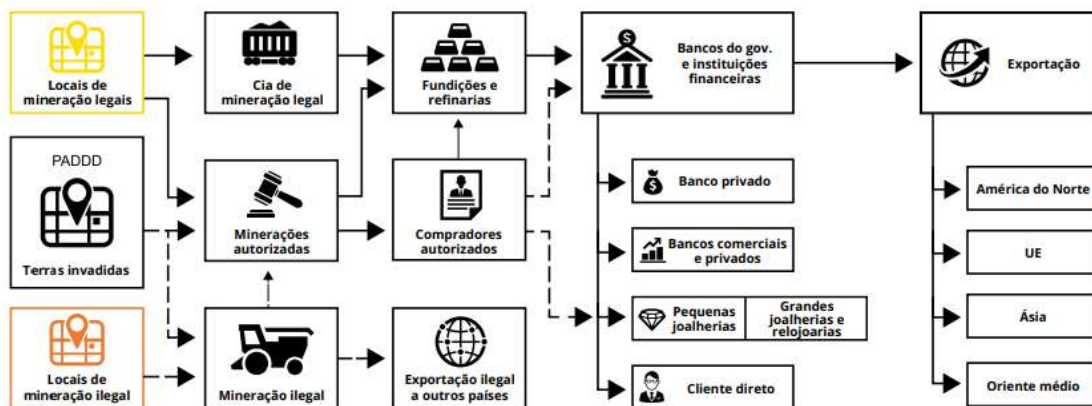 Locais de
mineração legais
Cia de
mineração legal
Fundições e
refinarias
Bancos do gov.
e instituições
financeiras
Exportação
PADDD
Terras invadidas
Minerações
autorizadas
Compradores
autorizados
Banco privado
Bancos comerciais
e privados
Pequenas
joalherias
Grandes
joalherias e
relojoarias
Cliente direto
América do Norte
UE
Ásia
Oriente médio
Locais de
mineração ilegal
Mineração ilegal
Exportação ilegal
a outros países